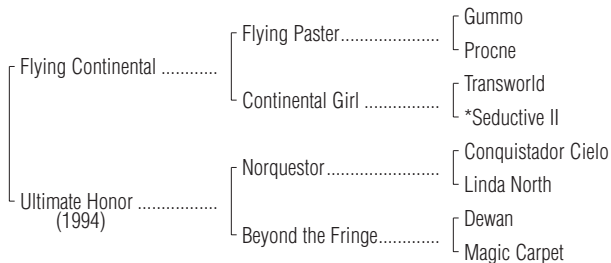 Gummo
Flying Paster.....................
Procne
Flying Continental ............
Transworld
Continental Girl ................
*Seductive II
Conquistador Cielo
Norquestor........................
Linda North
Ultimate Honor .................
(1994)
Dewan
Beyond the Fringe.............
Magic Carpet